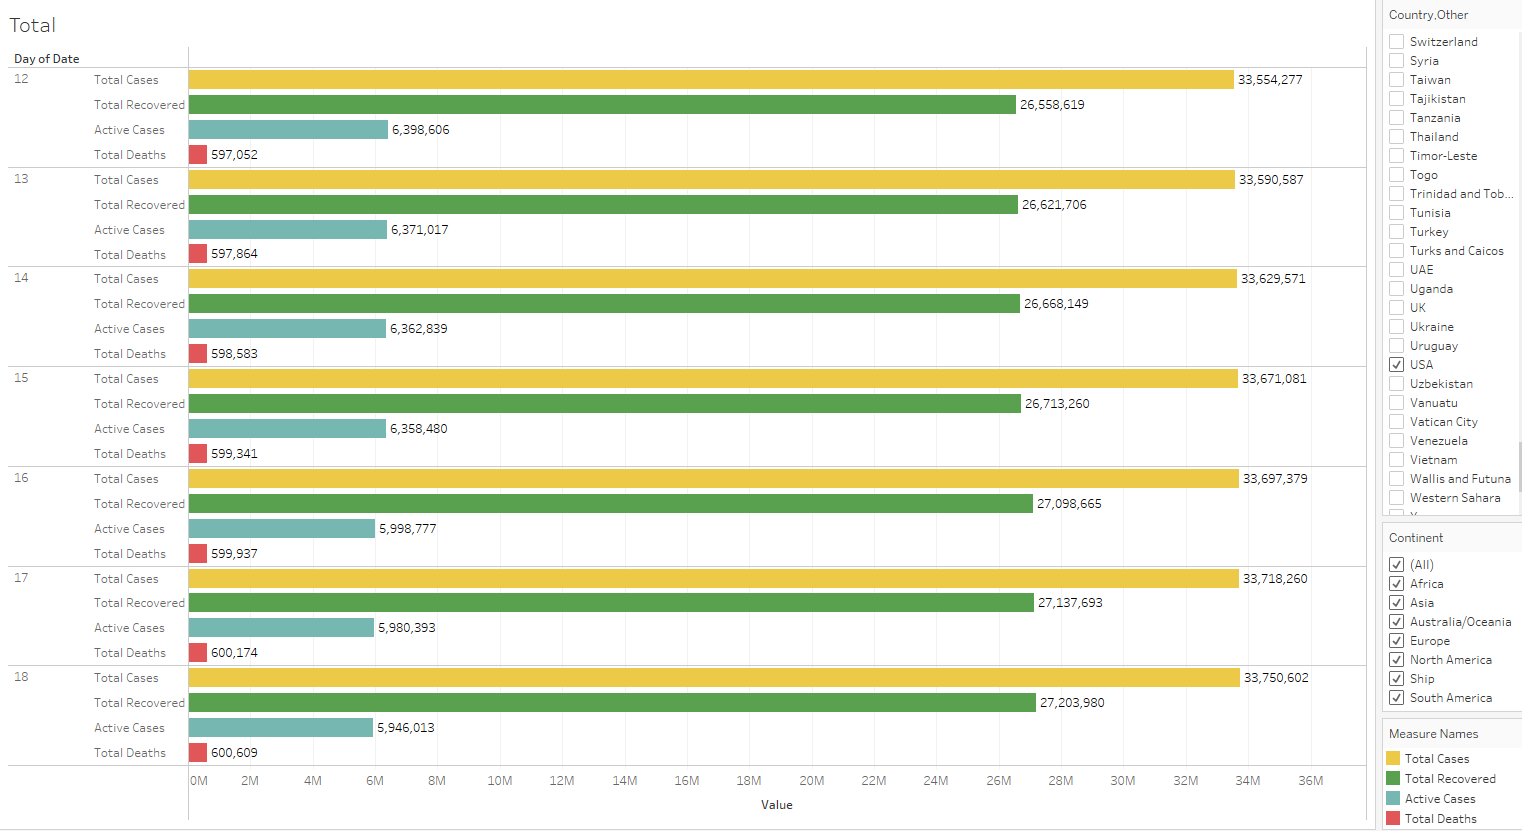 Total
Day of Date
12
Total Cases 33,554,277
Total Recovered 26,558,619
Active Cases 6,398,606
Total Deaths 597,052
13
Total Cases 33,590,587
Total Recovered 26,621,706
Active Cases 6,371,017
Total Deaths 597,864
14
Total Cases 33,629,571
Total Recovered 26,668,149
Active Cases 6,362,839
Total Deaths 598,583
15
Total Cases 33,671,081
Total Recovered 26,713,260
Active Cases 6,358,480
Total Deaths 599,341
16
Total Cases 33,697,379
Total Recovered 27,098,665
Active Cases 5,998,777
Total Deaths 599,937
17
Total Cases 33,718,260
Total Recovered 27,137,693
Active Cases 5,980,393
Total Deaths 600,174
18
Total Cases 33,750,602
Total Recovered 27,203,980
Active Cases 5,946,013
Total Deaths 600,609
0M 2M 4M 6M 8M 10M 12M 14M 16M 18M 20M 22M 24M 26M 28M 30M 32M 34M 36M
Value
Country,Other
Switzerland
Syria
Taiwan
Tajikistan
Tanzania
Thailand
Timor-Leste
Togo
Trinidad and Tob...
Tunisia
Turkey
Turks and Caicos
UAE
Uganda
UK
Ukraine
Uruguay
USA
Uzbekistan
Vanuatu
Vatican City
Venezuela
Vietnam
Wallis and Futuna
Western Sahara
Continent
(All)
Africa
Asia
Australia/Oceania
Europe
North America
Ship
South America
Measure Names
Total Cases
Total Recovered
Active Cases
Total Deaths